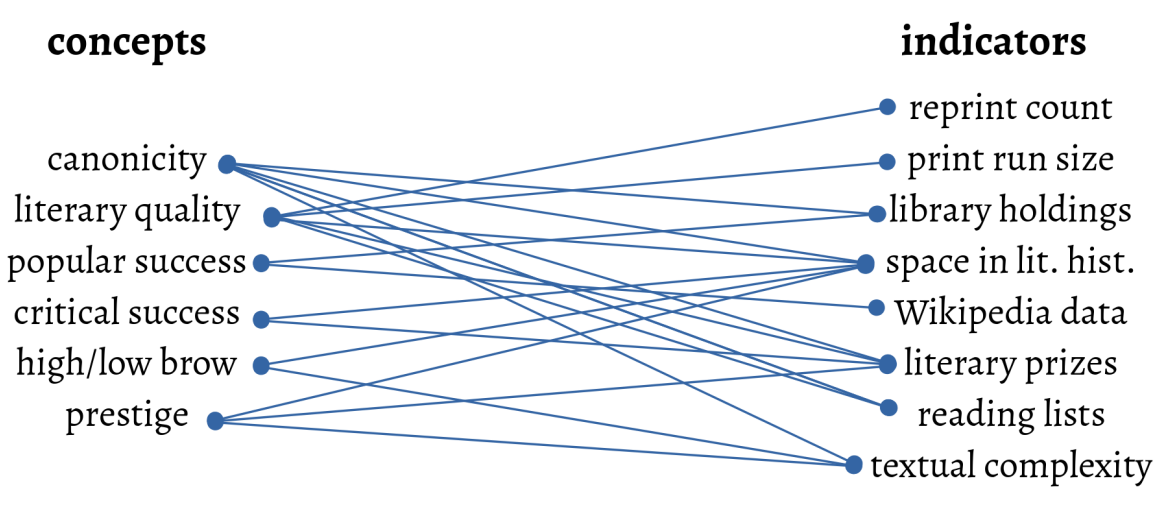 concepts
indicators
canonicity
literary quality
popular success
critical success
high/low brow
prestige
reprint count
print run size
library holdings
space in lit. hist.
Wikipedia data
literary prizes
reading lists
textual complexity